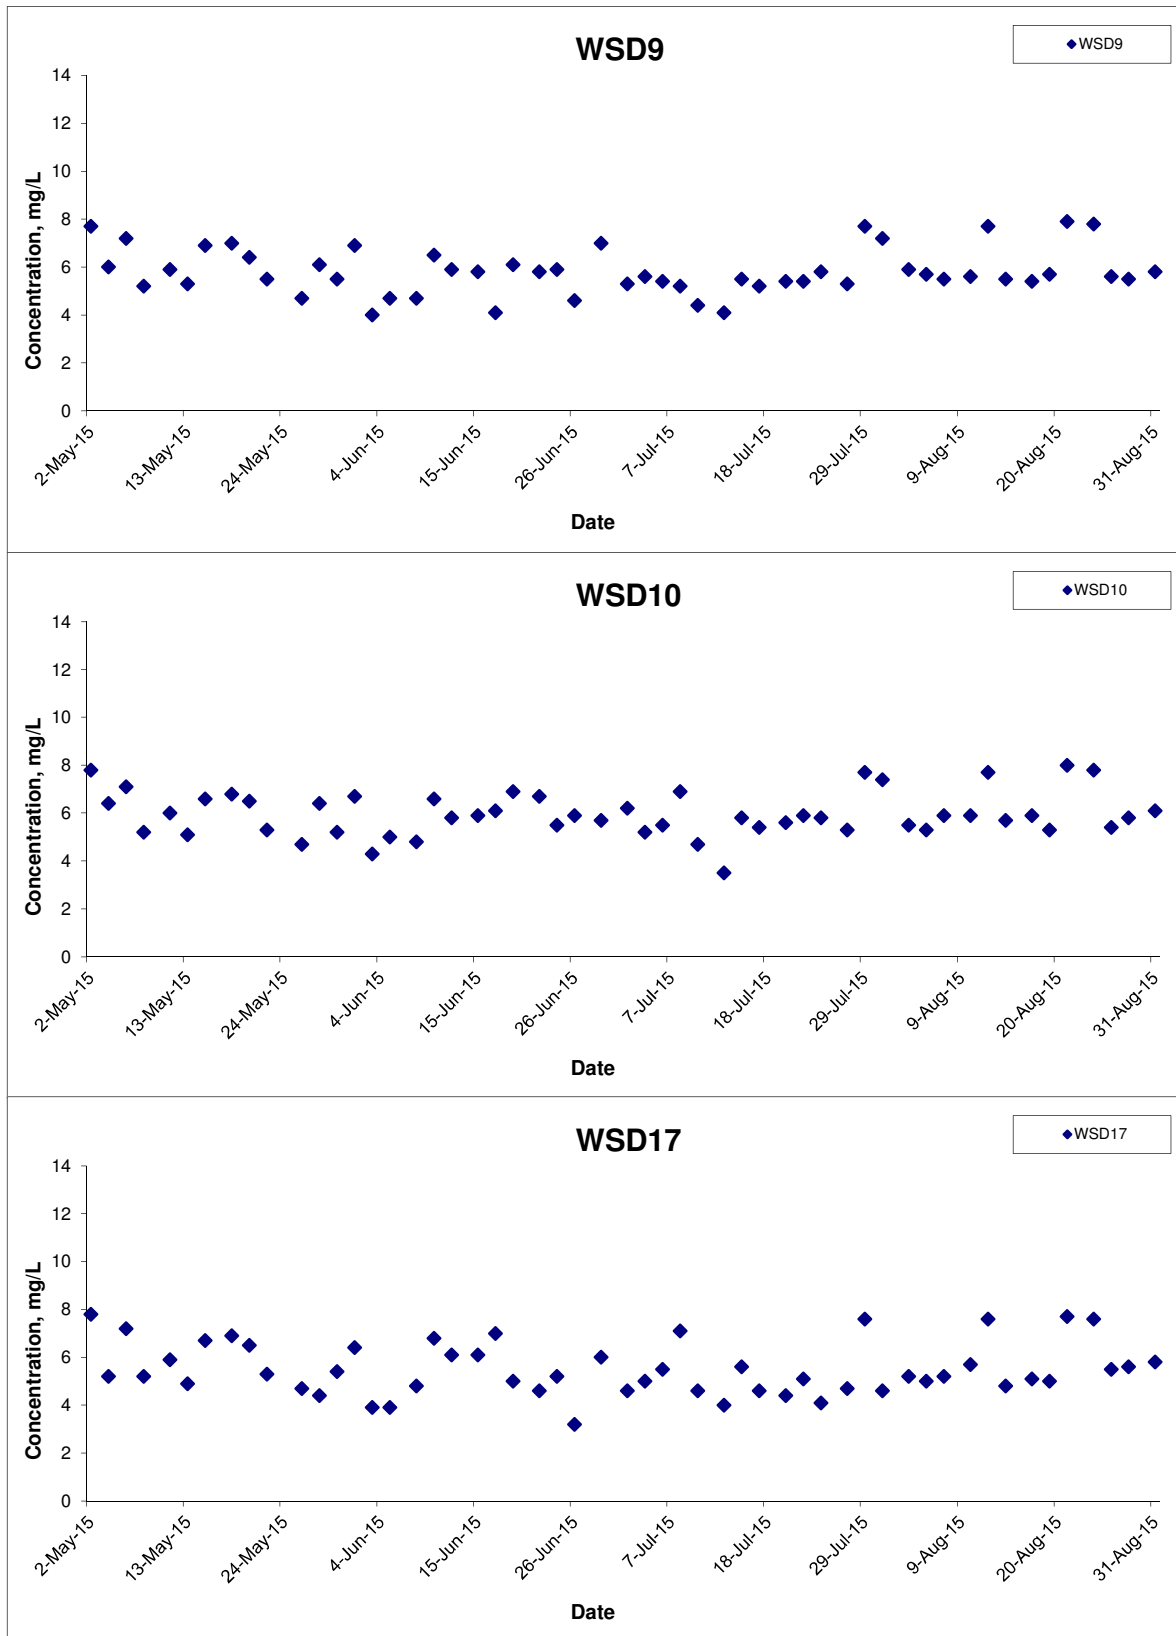 WSD9
WSD9
14
12
10
8
6
4
2
0
Concentration, mg/L
2-May-15
13-May-15
24-May-15
4-Jun-15
15-Jun-15
26-Jun-15
7-Jul-15
18-Jul-15
29-Jul-15
9-Aug-15
20-Aug-15
31-Aug-15
Date
WSD10
WSD10
14
12
10
8
6
4
2
0
Concentration, mg/L
2-May-15
13-May-15
24-May-15
4-Jun-15
15-Jun-15
26-Jun-15
7-Jul-15
18-Jul-15
29-Jul-15
9-Aug-15
20-Aug-15
31-Aug-15
Date
WSD17
WSD17
14
12
10
8
6
4
2
0
Concentration, mg/L
2-May-15
13-May-15
24-May-15
4-Jun-15
15-Jun-15
26-Jun-15
7-Jul-15
18-Jul-15
29-Jul-15
9-Aug-15
20-Aug-15
31-Aug-15
Date